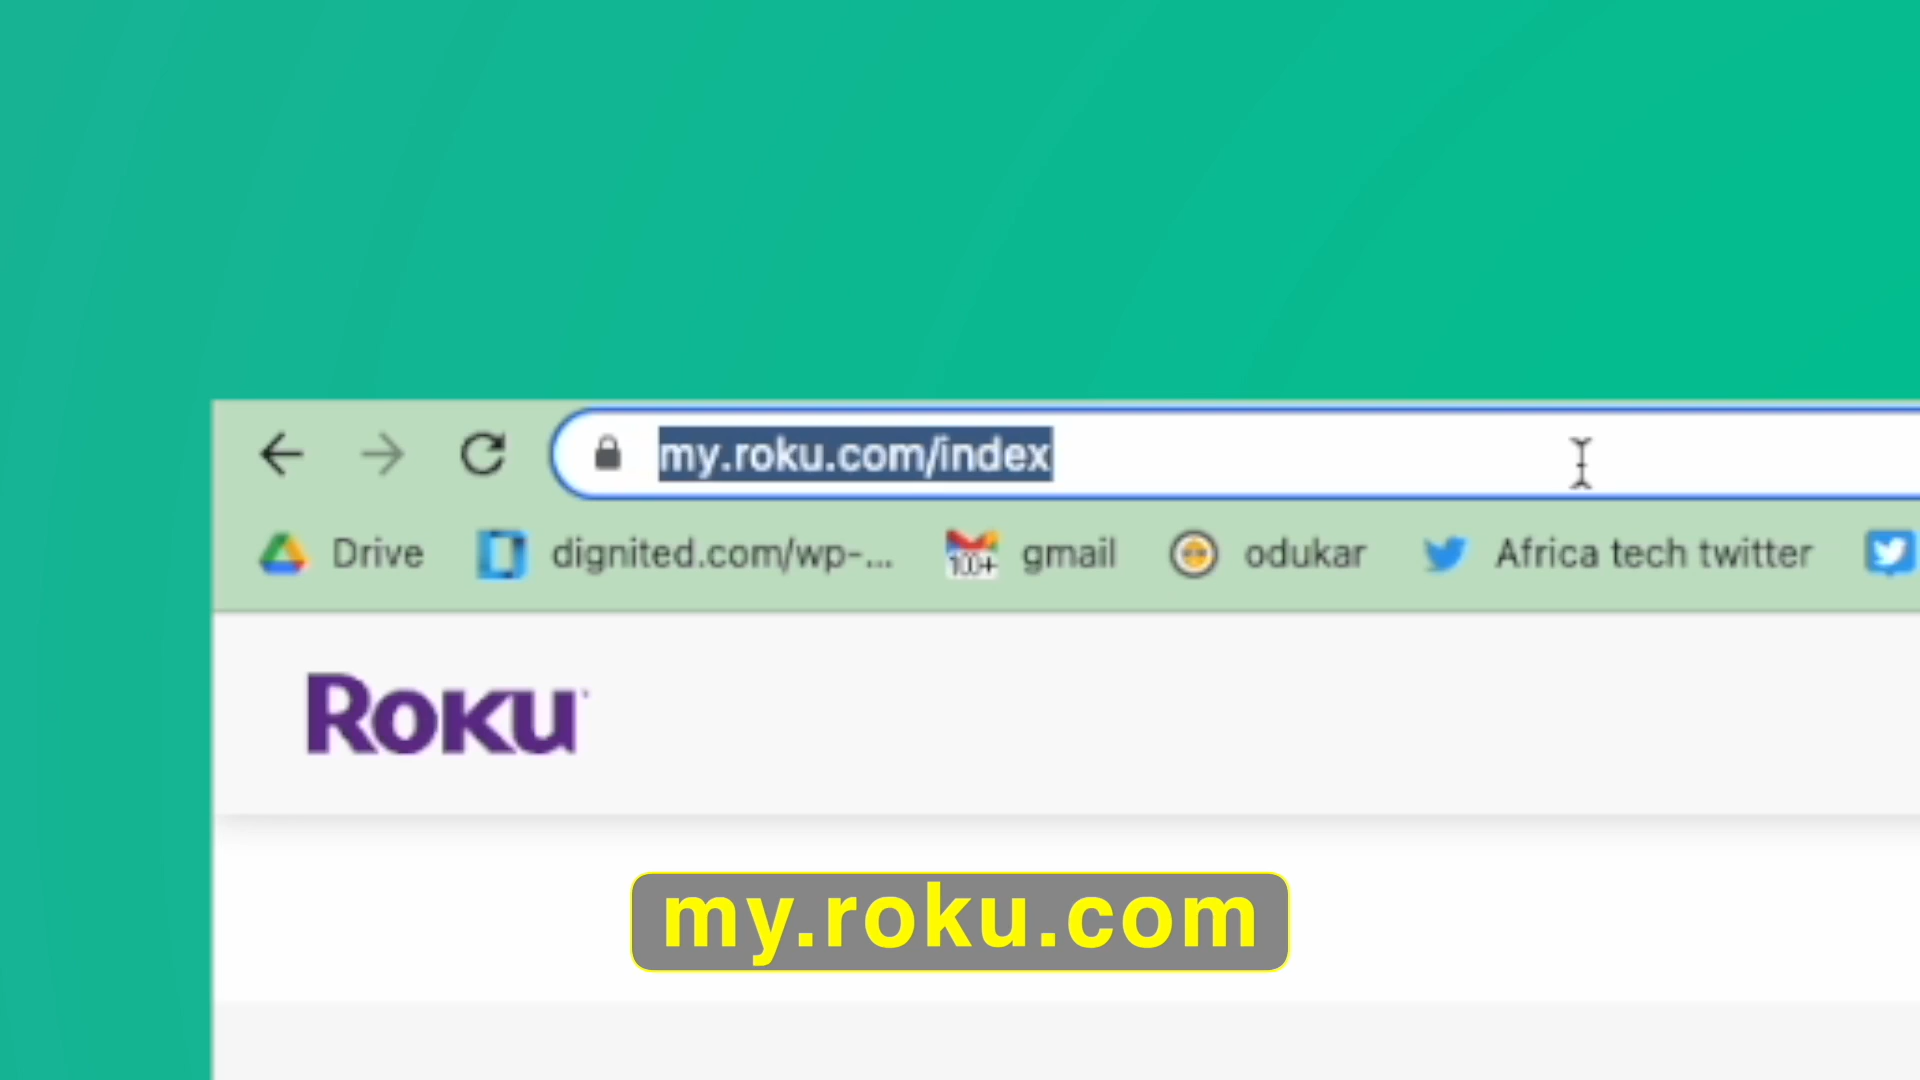 my.roku.com/index
Drive dignited.com/wp-... 100+ gmail odukar Africa tech twitter
Roku
my.roku.com